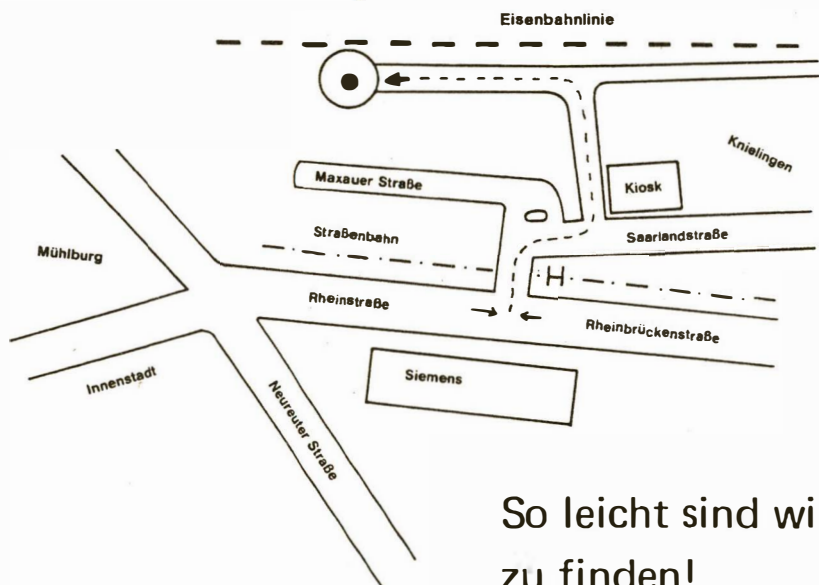 Eisenbahnlinie
Knielingen
Kiosk
Maxauer Straße
Saarlandstraße
Straßenbahn
Mühlburg
H
Rheinstraße
Rheinbrückenstraße
Siemens
Innenstadt
Neureuter Straße
So leicht sind wi
zu finden!